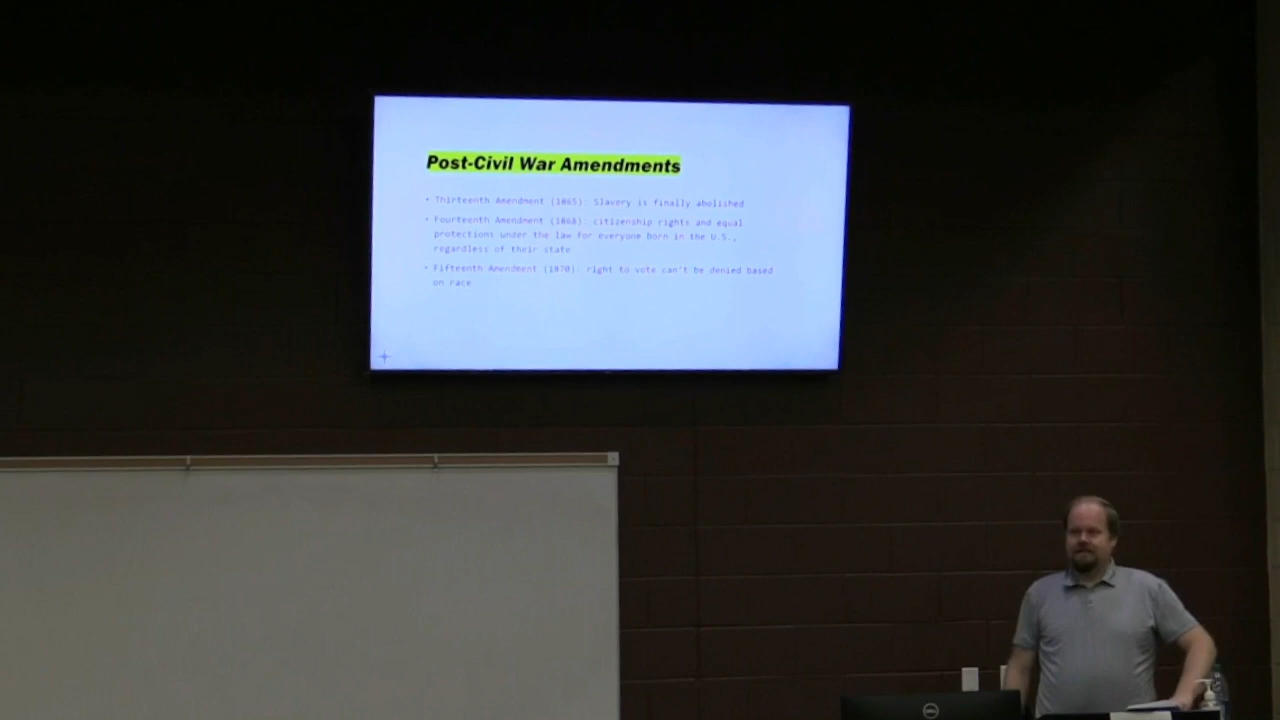 Post-Civil War Amendments
• Thirteenth Amendment (1865): Slavery is finally abolished
• Fourteenth Amendment (1868): citizenship rights and equal
protections under the law for everyone born in the U.S.,
regardless of their state
• Fifteenth Amendment (1870): right to vote can't be denied based
on race
DELL